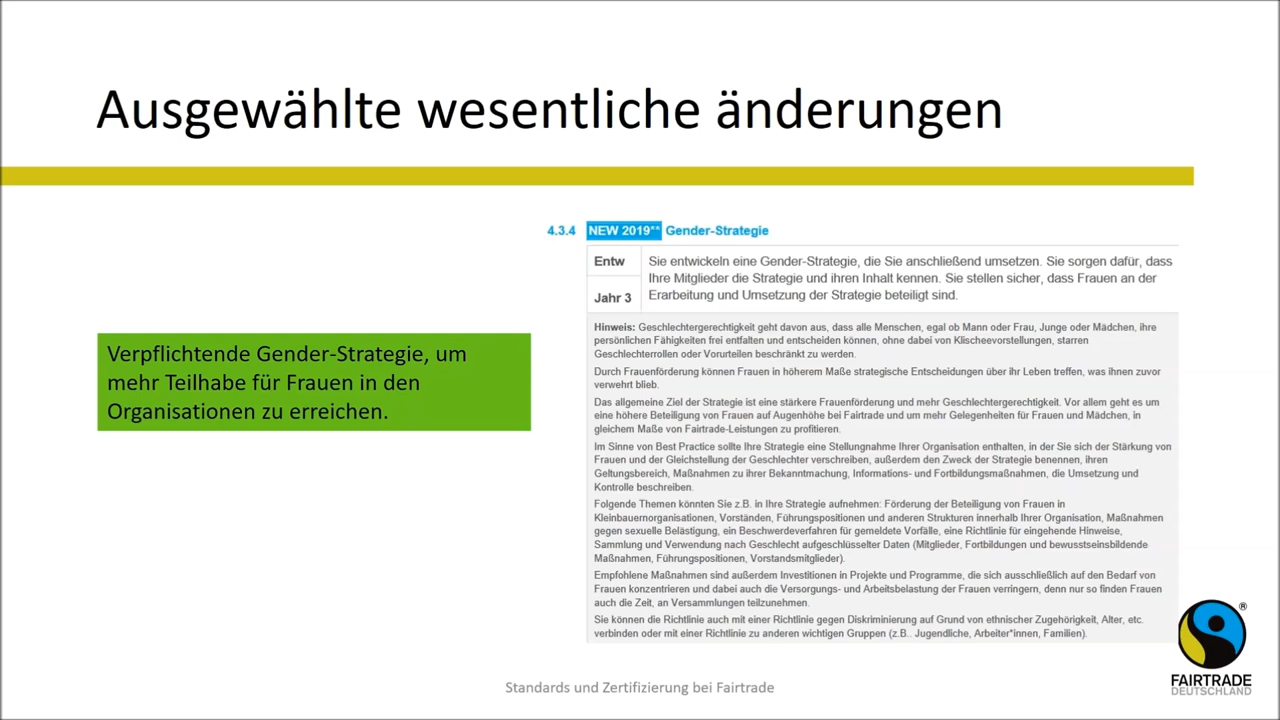 Ausgewählte wesentliche änderungen
Verpflichtende Gender-Strategie, um
mehr Teilhabe für Frauen in den
Organisationen zu erreichen.
4.3.4 NEW 2019** Gender-Strategie
Entw
Jahr 3
Sie entwickeln eine Gender-Strategie, die Sie anschließend umsetzen. Sie sorgen dafür, dass
Ihre Mitglieder die Strategie und ihren Inhalt kennen. Sie stellen sicher, dass Frauen an der
Erarbeitung und Umsetzung der Strategie beteiligt sind.
Hinweis: Geschlechtergerechtigkeit geht davon aus, dass alle Menschen, egal ob Mann oder Frau, Junge oder Mädchen, ihre
persönlichen Fähigkeiten frei entfalten und entscheiden können, ohne dabei von Klischeevorstellungen, starren
Geschlechterrollen oder Vorurteilen beschränkt zu werden.
Durch Frauenförderung können Frauen in höherem Maße strategische Entscheidungen über ihr Leben treffen, was ihnen zuvor
verwehrt blieb.
Das allgemeine Ziel der Strategie ist eine stärkere Frauenförderung und mehr Geschlechtergerechtigkeit. Vor allem geht es um
eine höhere Beteiligung von Frauen auf Augenhöhe bei Fairtrade und um mehr Gelegenheiten für Frauen und Mädchen, in
gleichem Maße von Fairtrade-Leistungen zu profitieren.
Im Sinne von Best Practice sollte Ihre Strategie eine Stellungnahme Ihrer Organisation enthalten, in der Sie sich der Stärkung von
Frauen und der Gleichstellung der Geschlechter verschreiben, außerdem den Zweck der Strategie benennen, ihren
Geltungsbereich, Maßnahmen zu ihrer Bekanntmachung, Informations- und Fortbildungsmaßnahmen, die Umsetzung und
Kontrolle beschreiben.
Folgende Themen könnten Sie z.B. in Ihre Strategie aufnehmen: Förderung der Beteiligung von Frauen in
Kleinbauernorganisationen, Vorständen, Führungspositionen und anderen Strukturen innerhalb Ihrer Organisation, Maßnahmen
gegen sexuelle Belästigung, ein Beschwerdeverfahren für gemeldete Vorfälle, eine Richtlinie für eingehende Hinweise,
Sammlung und Verwendung nach Geschlecht aufgeschlüsselter Daten (Mitglieder, Fortbildungen und bewusstseinsbildende
Maßnahmen, Führungspositionen, Vorstandsmitglieder).
Empfohlene Maßnahmen sind außerdem Investitionen in Projekte und Programme, die sich ausschließlich auf den Bedarf von
Frauen konzentrieren und dabei auch die Versorgungs- und Arbeitsbelastung der Frauen verringern, denn nur so finden Frauen
auch die Zeit, an Versammlungen teilzunehmen.
Sie können die Richtlinie auch mit einer Richtlinie gegen Diskriminierung auf Grund von ethnischer Zugehörigkeit, Alter, etc.
verbinden oder mit einer Richtlinie zu anderen wichtigen Gruppen (z.B.. Jugendliche, Arbeiter*innen, Familien).
Standards und Zertifizierung bei Fairtrade
®
FAIRTRADE
DEUTSCHLAND